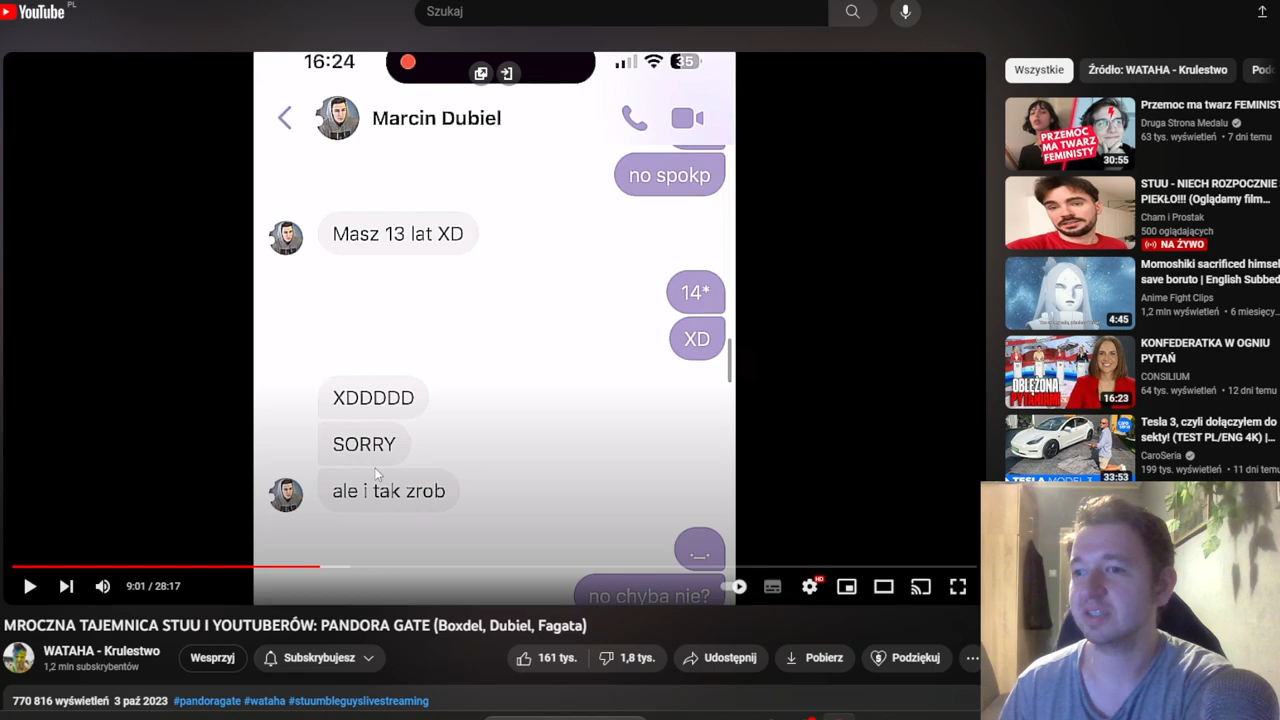 YouTube PL
Szukaj
16:24
35
Marcin Dubiel
no spokp
Masz 13 lat XD
14*
XD
XDDDDD
SORRY
ale i tak zrob
._.
no chyba nie?
9:01 / 28:17
HD
MROCZNA TAJEMNICA STUU I YOUTUBERÓW: PANDORA GATE (Boxdel, Dubiel, Fagata)
WATAHA - Krulestwo
1,2 mln subskrybentów
Wesprzyj
Subskrybujesz
161 tys.
1,8 tys.
Udostępnij
Pobierz
Podziękuj
770 816 wyświetleń 3 paź 2023 #pandoragate #wataha #stuumbleguyslivestreaming
Wszystkie
Źródło: WATAHA - Krulestwo
PRZEMOC
MA TWARZ
FEMINISTY
30:55
Przemoc ma twarz FEMINIST
Druga Strona Medalu
63 tys. wyświetleń • 7 dni temu
STUU - NIECH ROZPOCZNIE
PIEKŁO!!! (Oglądamy film...
Cham i Prostak
500 oglądających
NA ŻYWO
4:45
Momoshiki sacrificed himsel
save boruto | English Subbed
Anime Fight Clips
1,2 mln wyświetleń • 6 miesięcy
OBLĘŻONA
PYTANIAMI
16:23
KONFEDERATKA W OGNIU
PYTAŃ
CONSILIUM
64 tys. wyświetleń • 12 dni temu
TESLA MODEL 3
33:53
Tesla 3, czyli dołączyłem do
sekty! (TEST PL/ENG 4K) |...
CaroSeria
199 tys. wyświetleń • 11 dni temu